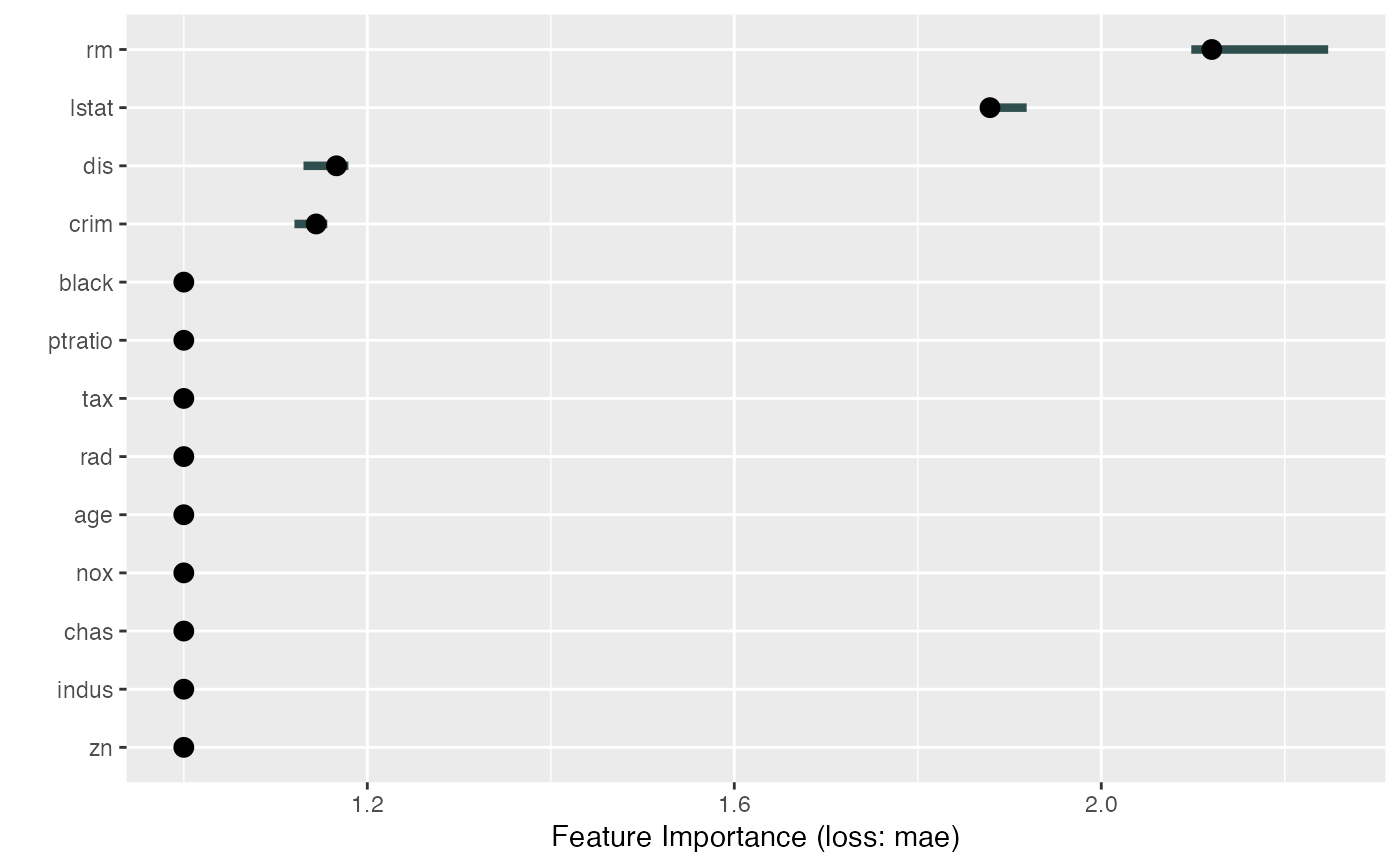 rm
lstat
dis
crim
black
ptratio
tax
rad
age
nox
chas
indus
zn
1.2 1.6 2.0
Feature Importance (loss: mae)